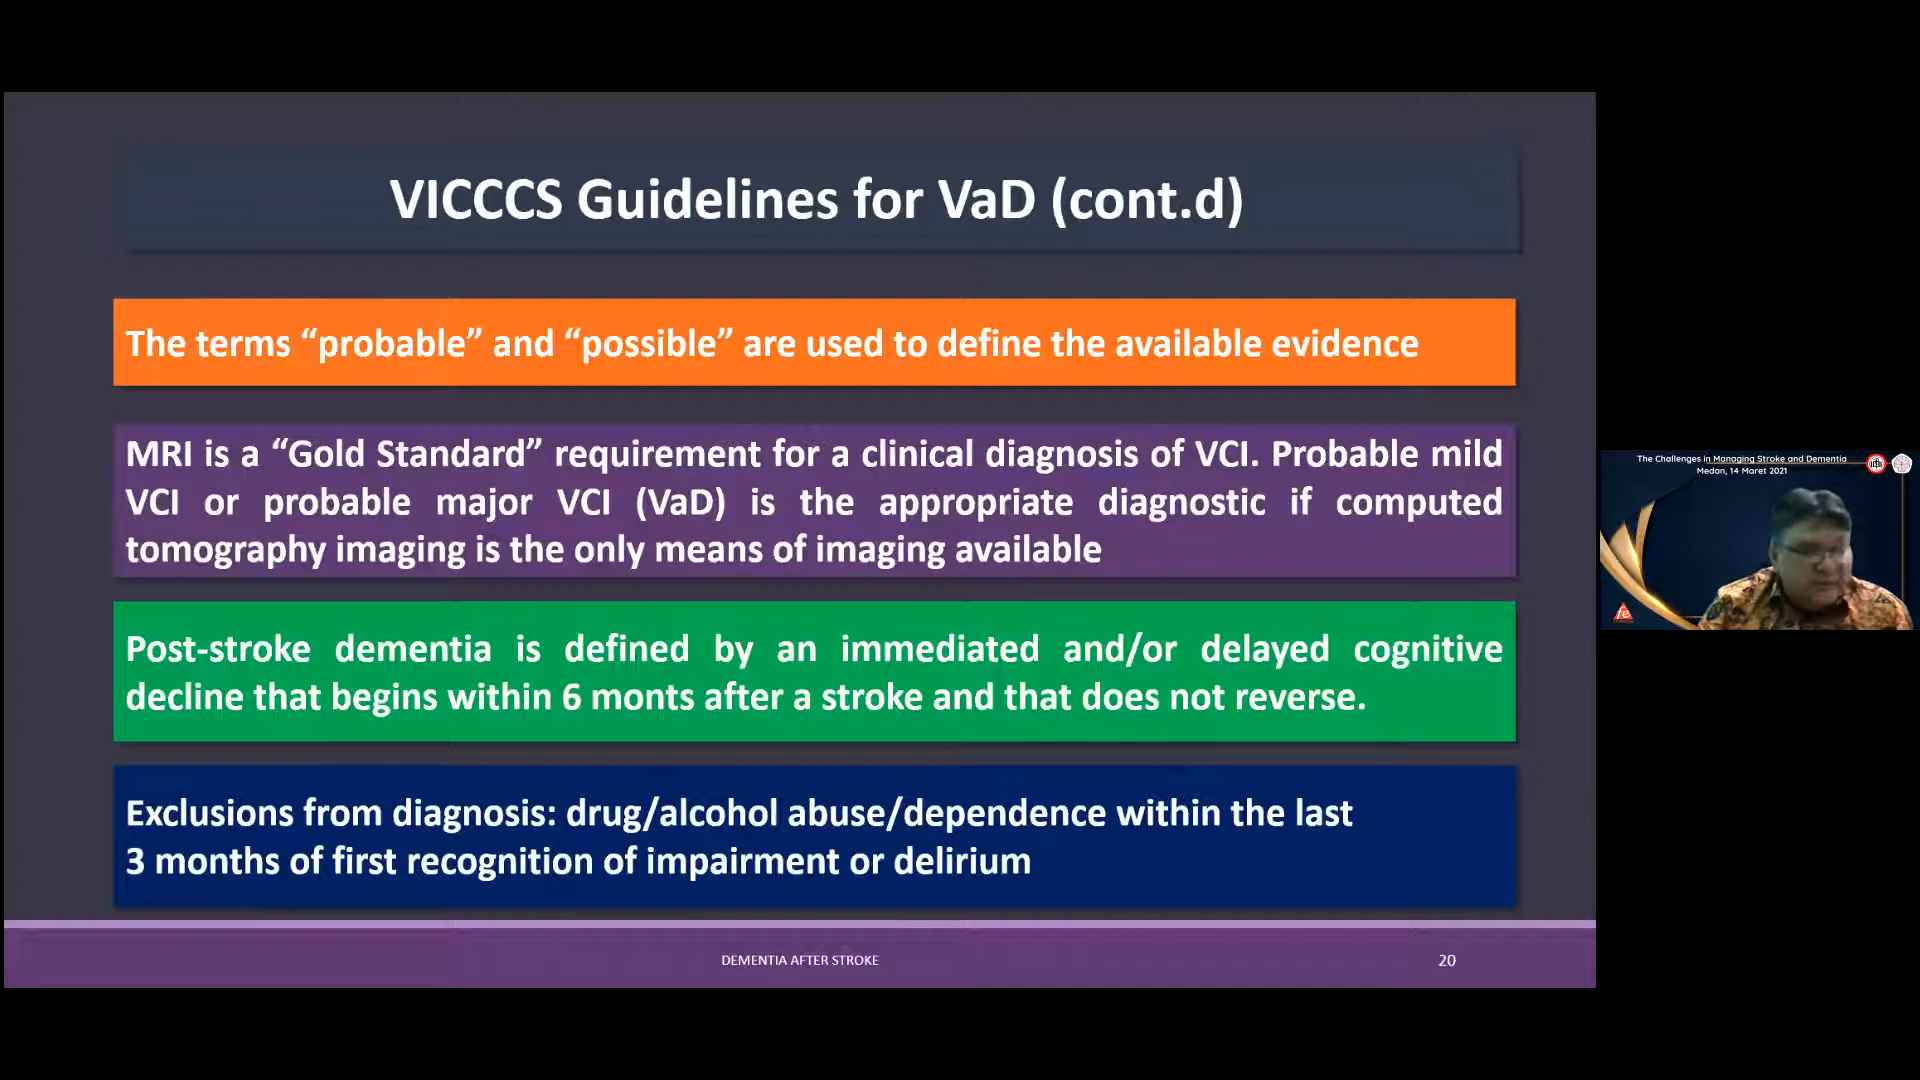 VICCCS Guidelines for VaD (cont.d)
The terms “probable” and “possible” are used to define the available evidence
MRI is a “Gold Standard” requirement for a clinical diagnosis of VCI. Probable mild
VCI or probable major VCI (VaD) is the appropriate diagnostic if computed
tomography imaging is the only means of imaging available
Post-stroke dementia is defined by an immediated and/or delayed cognitive
decline that begins within 6 monts after a stroke and that does not reverse.
Exclusions from diagnosis: drug/alcohol abuse/dependence within the last
3 months of first recognition of impairment or delirium
DEMENTIA AFTER STROKE
20
The Challenges in Managing Stroke and Dementia
Medan, 14 Maret 2021